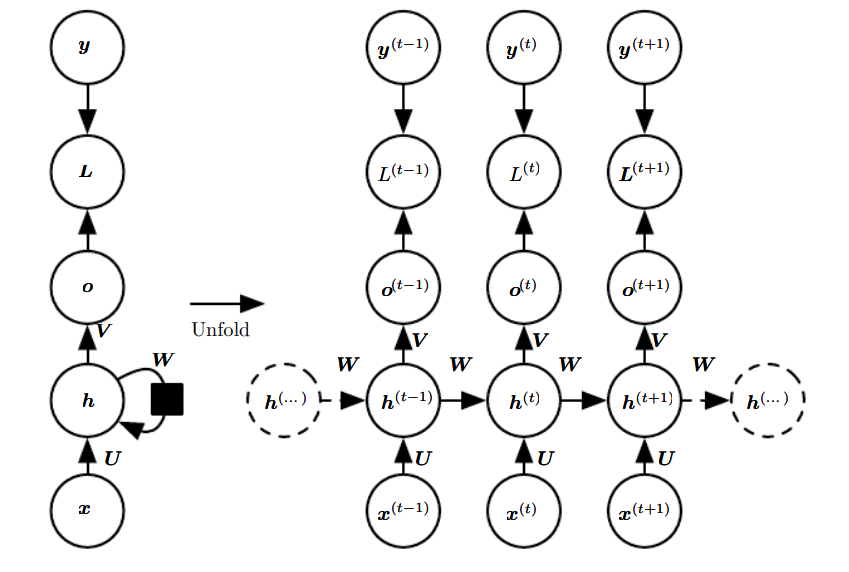 y y^(t−1) y^(t) y^(t+1)
L L^(t−1) L^(t) L^(t+1)
o o^(t−1) o^(t) o^(t+1)
Unfold
V V V V
W W W W W
h h^(...) h^(t−1) h^(t) h^(t+1) h^(...)
U U U U
x x^(t−1) x^(t) x^(t+1)